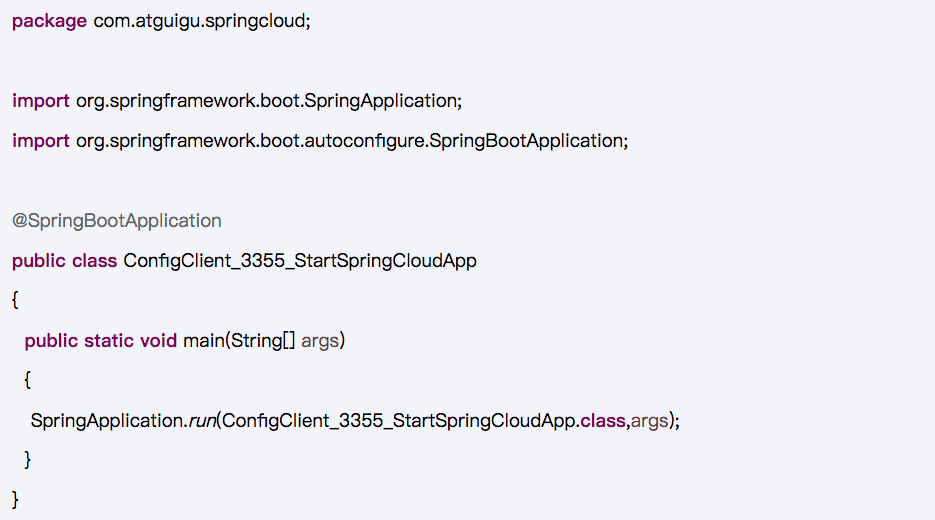 package com.atguigu.springcloud;
import org.springframework.boot.SpringApplication;
import org.springframework.boot.autoconfigure.SpringBootApplication;
@SpringBootApplication
public class ConfigClient_3355_StartSpringCloudApp
{
public static void main(String[] args)
{
SpringApplication.run(ConfigClient_3355_StartSpringCloudApp.class,args);
}
}